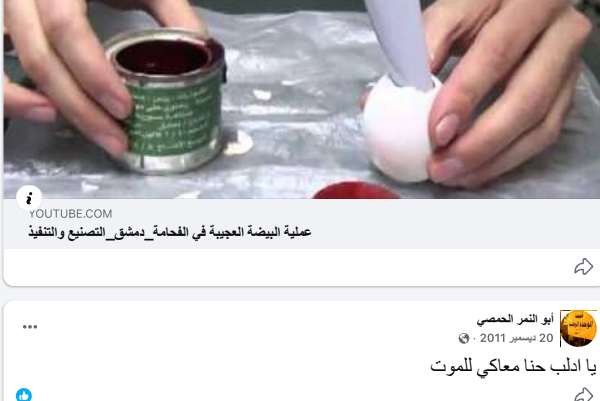 YOUTUBE.COM
عملية البيضة العجيبة في الفحامة_دمشق_التصنيع والتنفيذ
أبو النمر الحمصي
20 ديسمبر 2011
يا ادلب حنا معاكي للموت